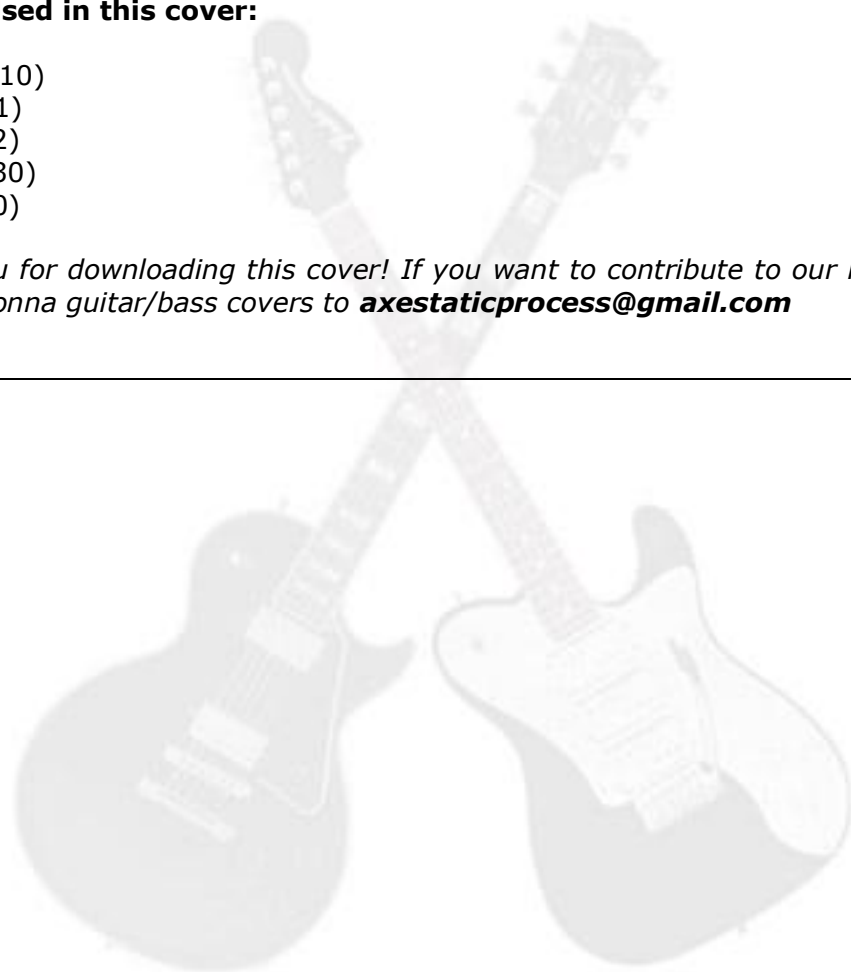 sed in this cover:
10)
1)
2)
30)
0)
u for downloading this cover! If you want to contribute to our
onna guitar/bass covers to axestaticprocess@gmail.com